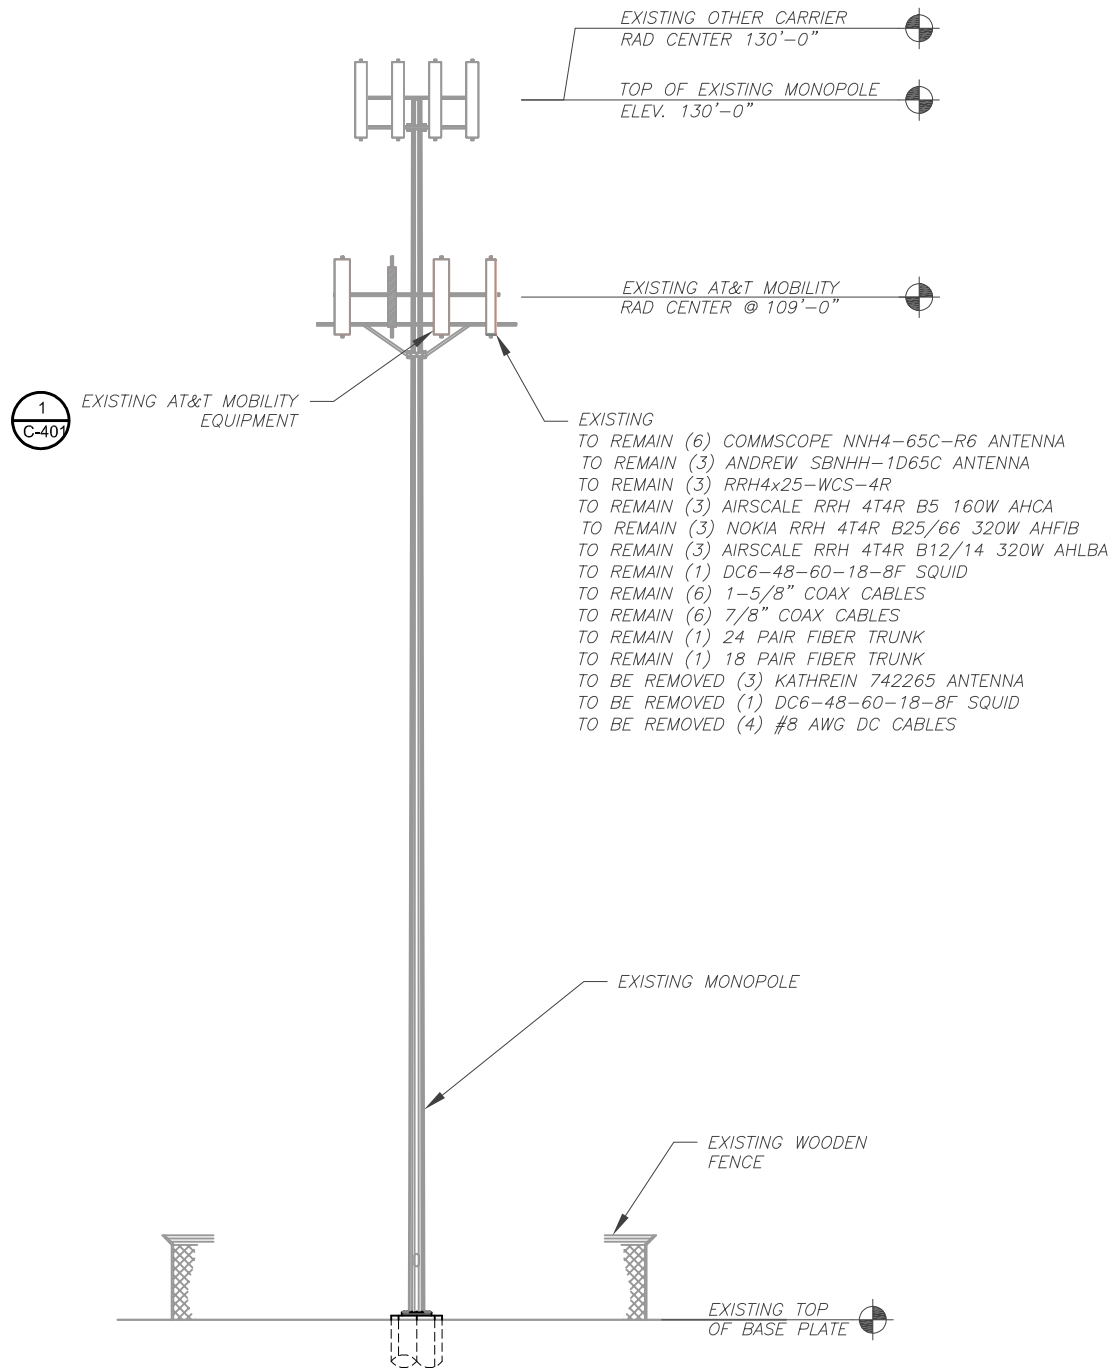 EXISTING OTHER CARRIER
RAD CENTER 130'-0"
TOP OF EXISTING MONOPOLE
ELEV. 130'-0"
EXISTING AT&T MOBILITY
RAD CENTER @ 109'-0"
1
C-401
EXISTING AT&T MOBILITY
EQUIPMENT
EXISTING
TO REMAIN (6) COMMSCOPE NNH4-65C-R6 ANTENNA
TO REMAIN (3) ANDREW SBNHH-1D65C ANTENNA
TO REMAIN (3) RRH4x25-WCS-4R
TO REMAIN (3) AIRSCALE RRH 4T4R B5 160W AHCA
TO REMAIN (3) NOKIA RRH 4T4R B25/66 320W AHFIB
TO REMAIN (3) AIRSCALE RRH 4T4R B12/14 320W AHLBA
TO REMAIN (1) DC6-48-60-18-8F SQUID
TO REMAIN (6) 1-5/8" COAX CABLES
TO REMAIN (6) 7/8" COAX CABLES
TO REMAIN (1) 24 PAIR FIBER TRUNK
TO REMAIN (1) 18 PAIR FIBER TRUNK
TO BE REMOVED (3) KATHREIN 742265 ANTENNA
TO BE REMOVED (1) DC6-48-60-18-8F SQUID
TO BE REMOVED (4) #8 AWG DC CABLES
EXISTING MONOPOLE
EXISTING WOODEN
FENCE
EXISTING TOP
OF BASE PLATE